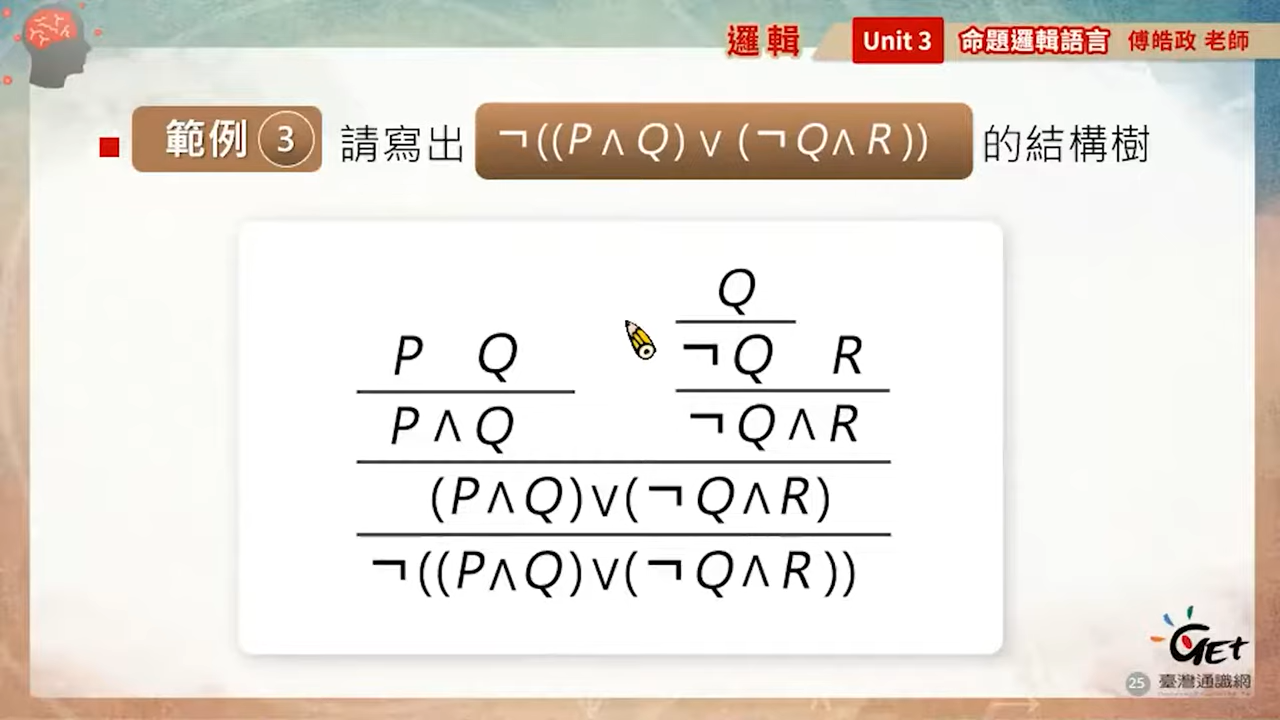 邏輯 Unit 3 命題邏輯語言 傅皓政 老師
範例 3 請寫出 ¬((P∧Q)∨(¬Q∧R)) 的結構樹
Q
P Q ¬Q R
P∧Q ¬Q∧R
(P∧Q)∨(¬Q∧R)
¬((P∧Q)∨(¬Q∧R))
GET
25 臺灣通識網